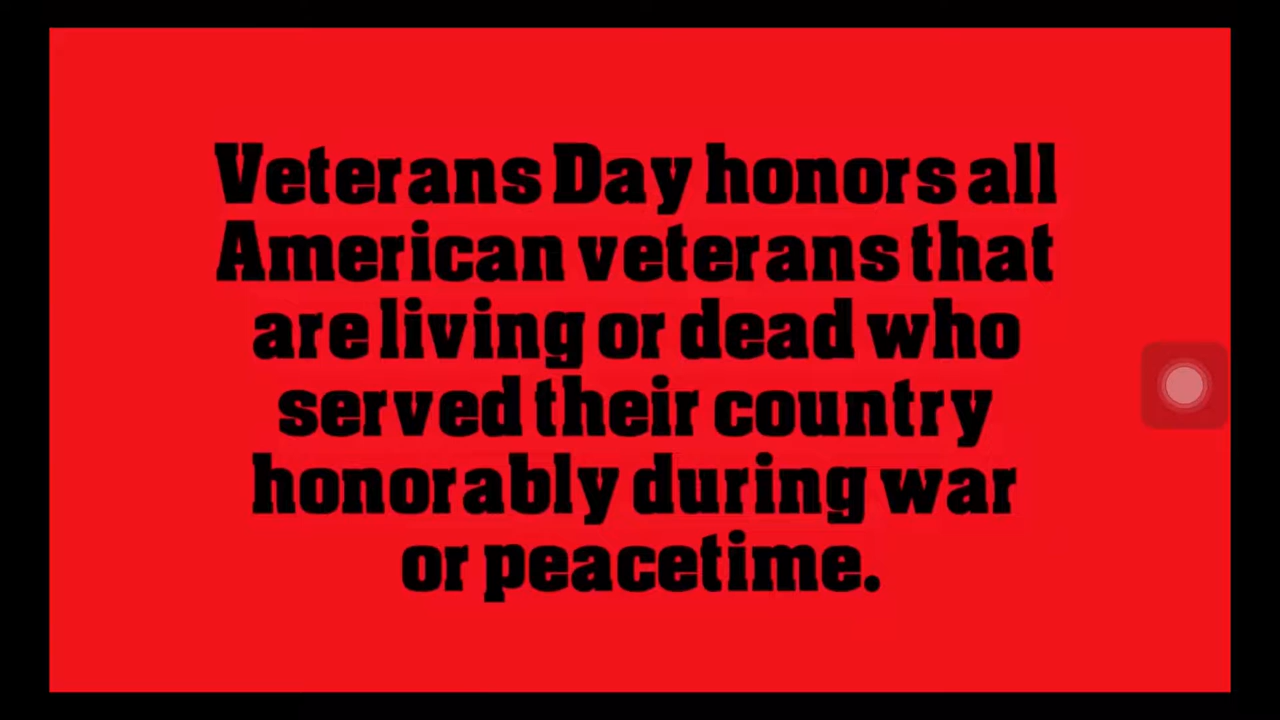 Veterans Day honors all
American veterans that
are living or dead who
served their country
honorably during war
or peacetime.